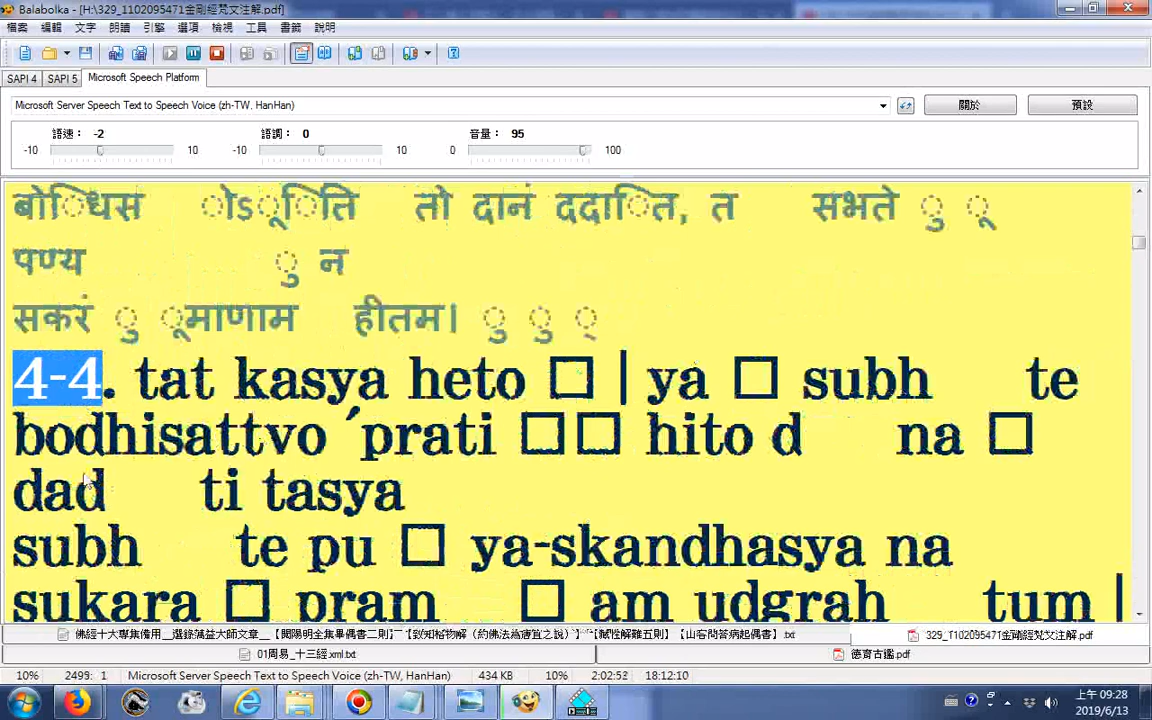 Balabolka - [H:\329_1102095471金剛經梵文注解.pdf]
檔案 編輯 文字 朗讀 引擎 選項 檢視 工具 書籤 說明
SAPI 4 SAPI 5 Microsoft Speech Platform
Microsoft Server Speech Text to Speech Voice (zh-TW, HanHan) 關於 預設
語速： -2 語調： 0 音量： 95
-10 10 -10 10 0 100
बोिधस ोऽूिति तो दानं ददाित, त सभते ु ू
पण्य ु न
सकरं ु ूमाणाम हीतम। ु ु ्
4-4. tat kasya heto □ | ya □ subh te
bodhisattvo ´prati □□ hito d na □
dad ti tasya
subh te pu □ ya-skandhasya na
sukara □ pram □ am udgrah tum |
329_1102095471金剛經梵文注解.pdf
01周易_十三經.xml.txt 德育古鑑.pdf
10% 2499: 1 Microsoft Server Speech Text to Speech Voice (zh-TW, HanHan) 434 KB 10% 2:02:52 18:12:10
上午 09:28
2019/6/13